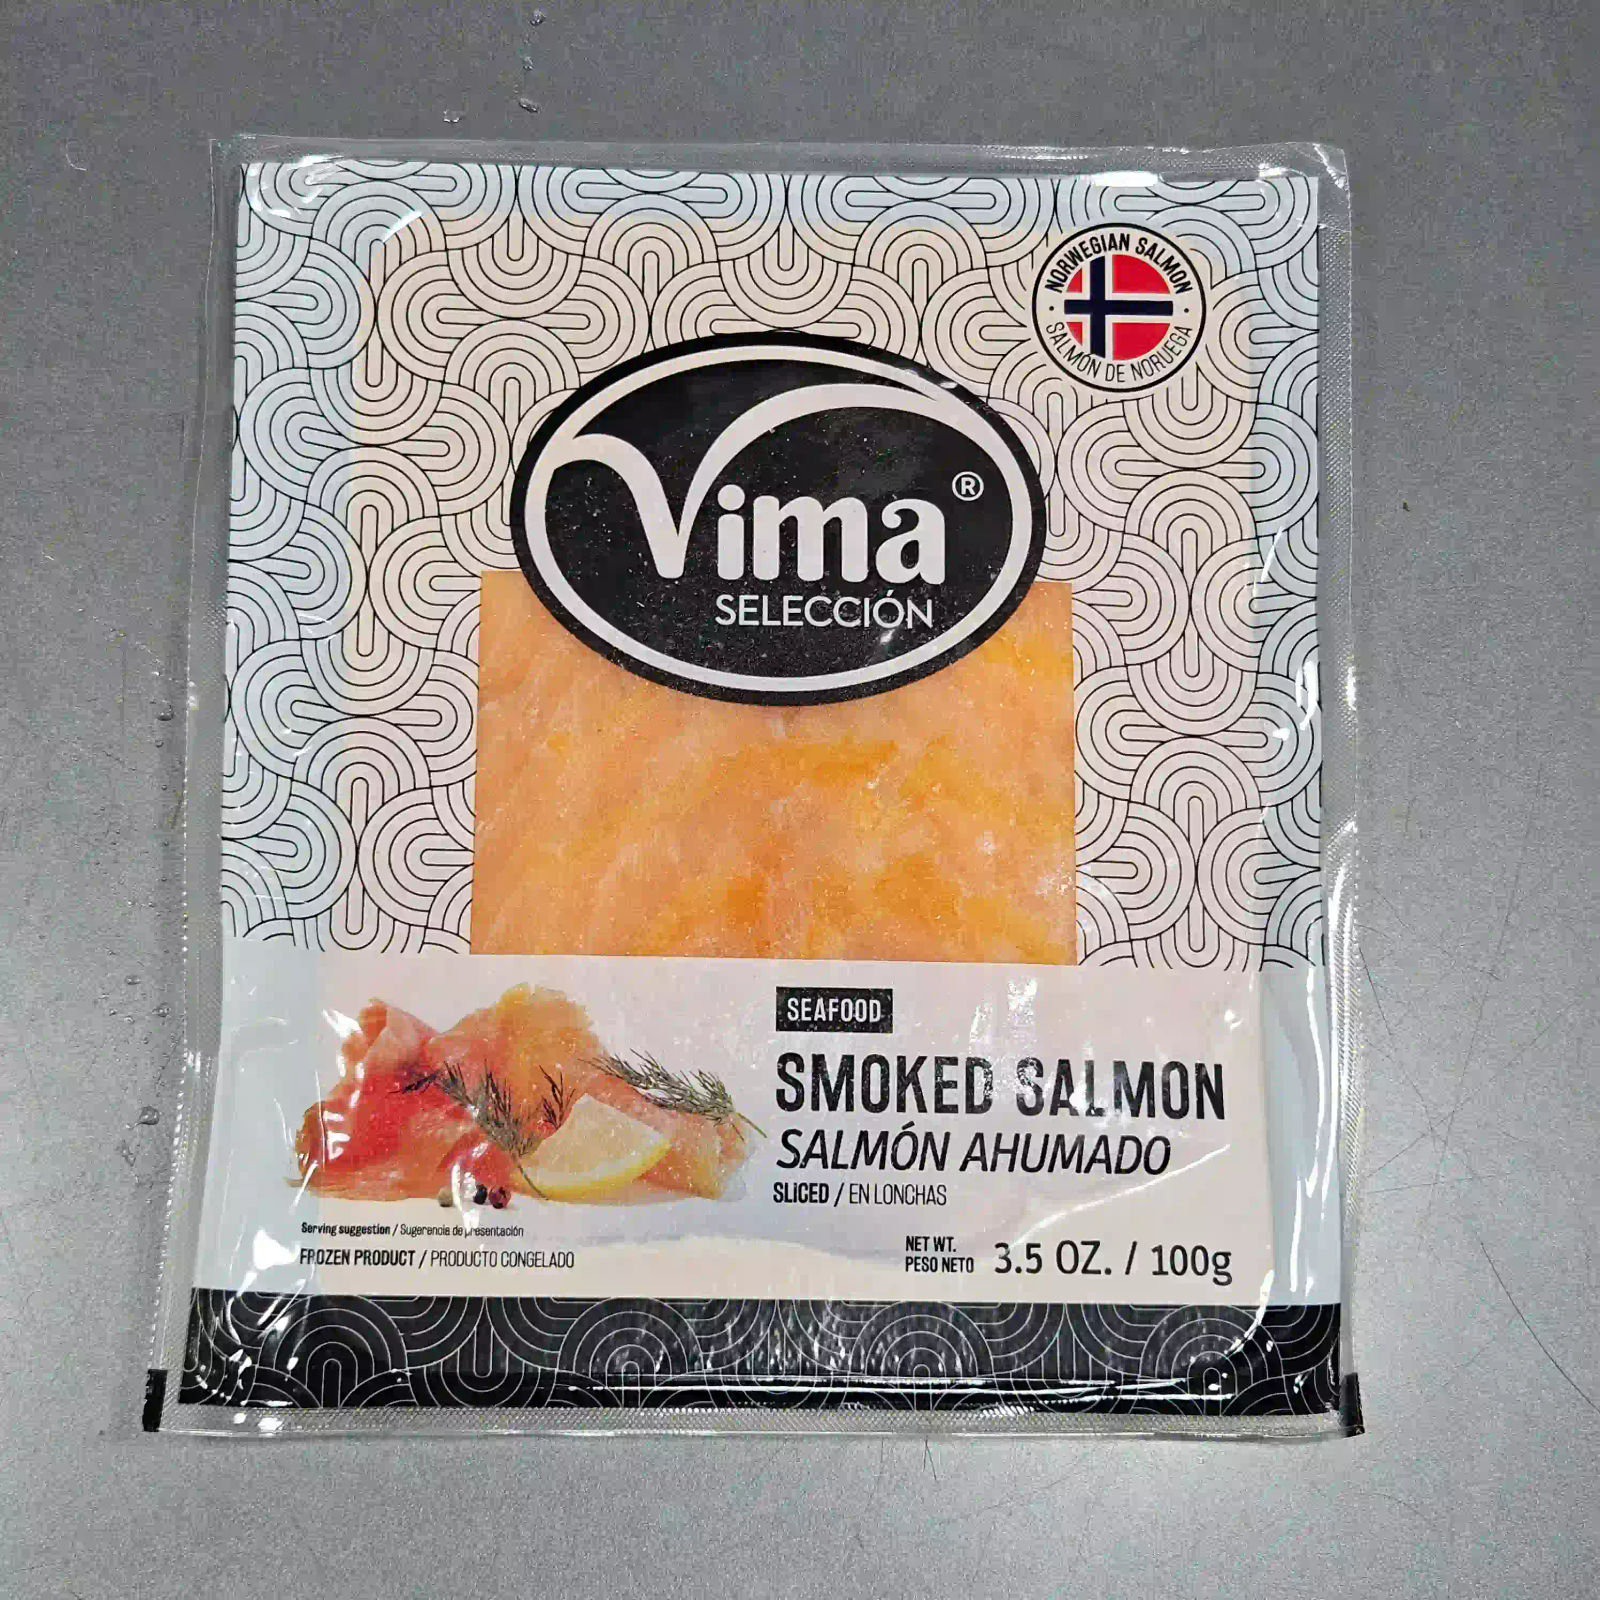 NORWEGIAN SALMON
SALMÓN DE NORUEGA
Vima ®
SELECCIÓN
SEAFOOD
SMOKED SALMON
SALMÓN AHUMADO
SLICED / EN LONCHAS
Serving suggestion / Sugerencia de presentación
FROZEN PRODUCT / PRODUCTO CONGELADO
NET WT.
PESO NETO 3.5 OZ. / 100g